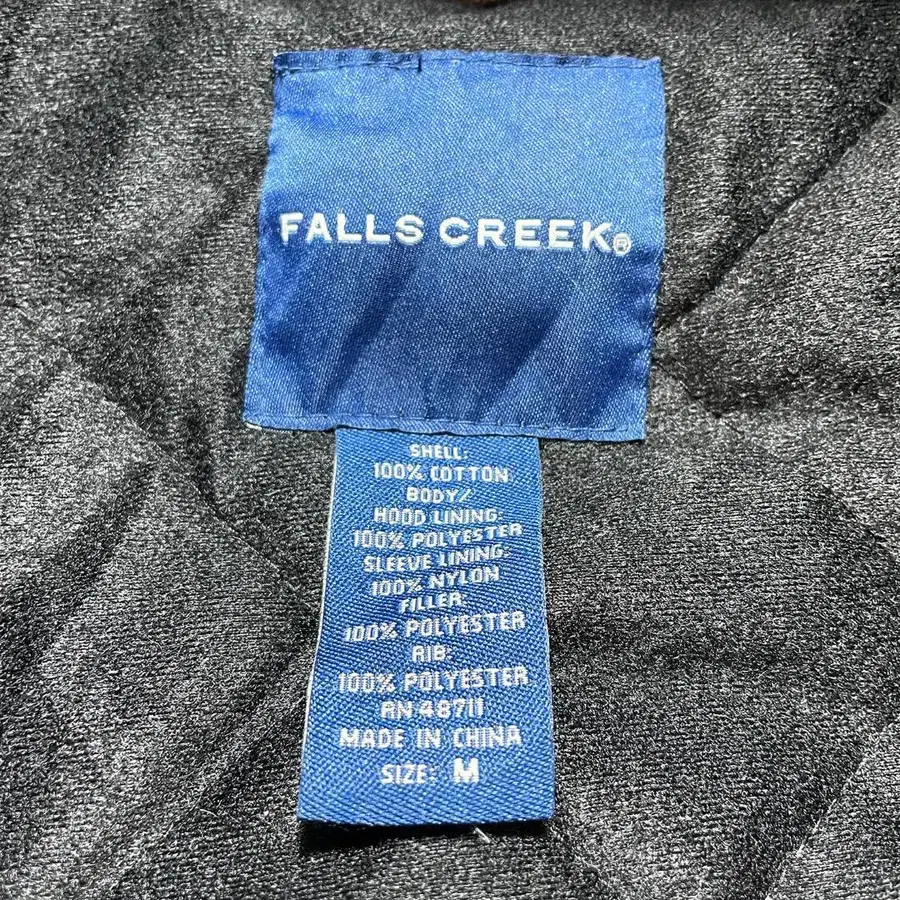 FALLS CREEK®
SHELL:
100% COTTON
BODY/
HOOD LINING:
100% POLYESTER
SLEEVE LINING:
100% NYLON
FILLER:
100% POLYESTER
RIB:
100% POLYESTER
RN 48711
MADE IN CHINA
SIZE: M